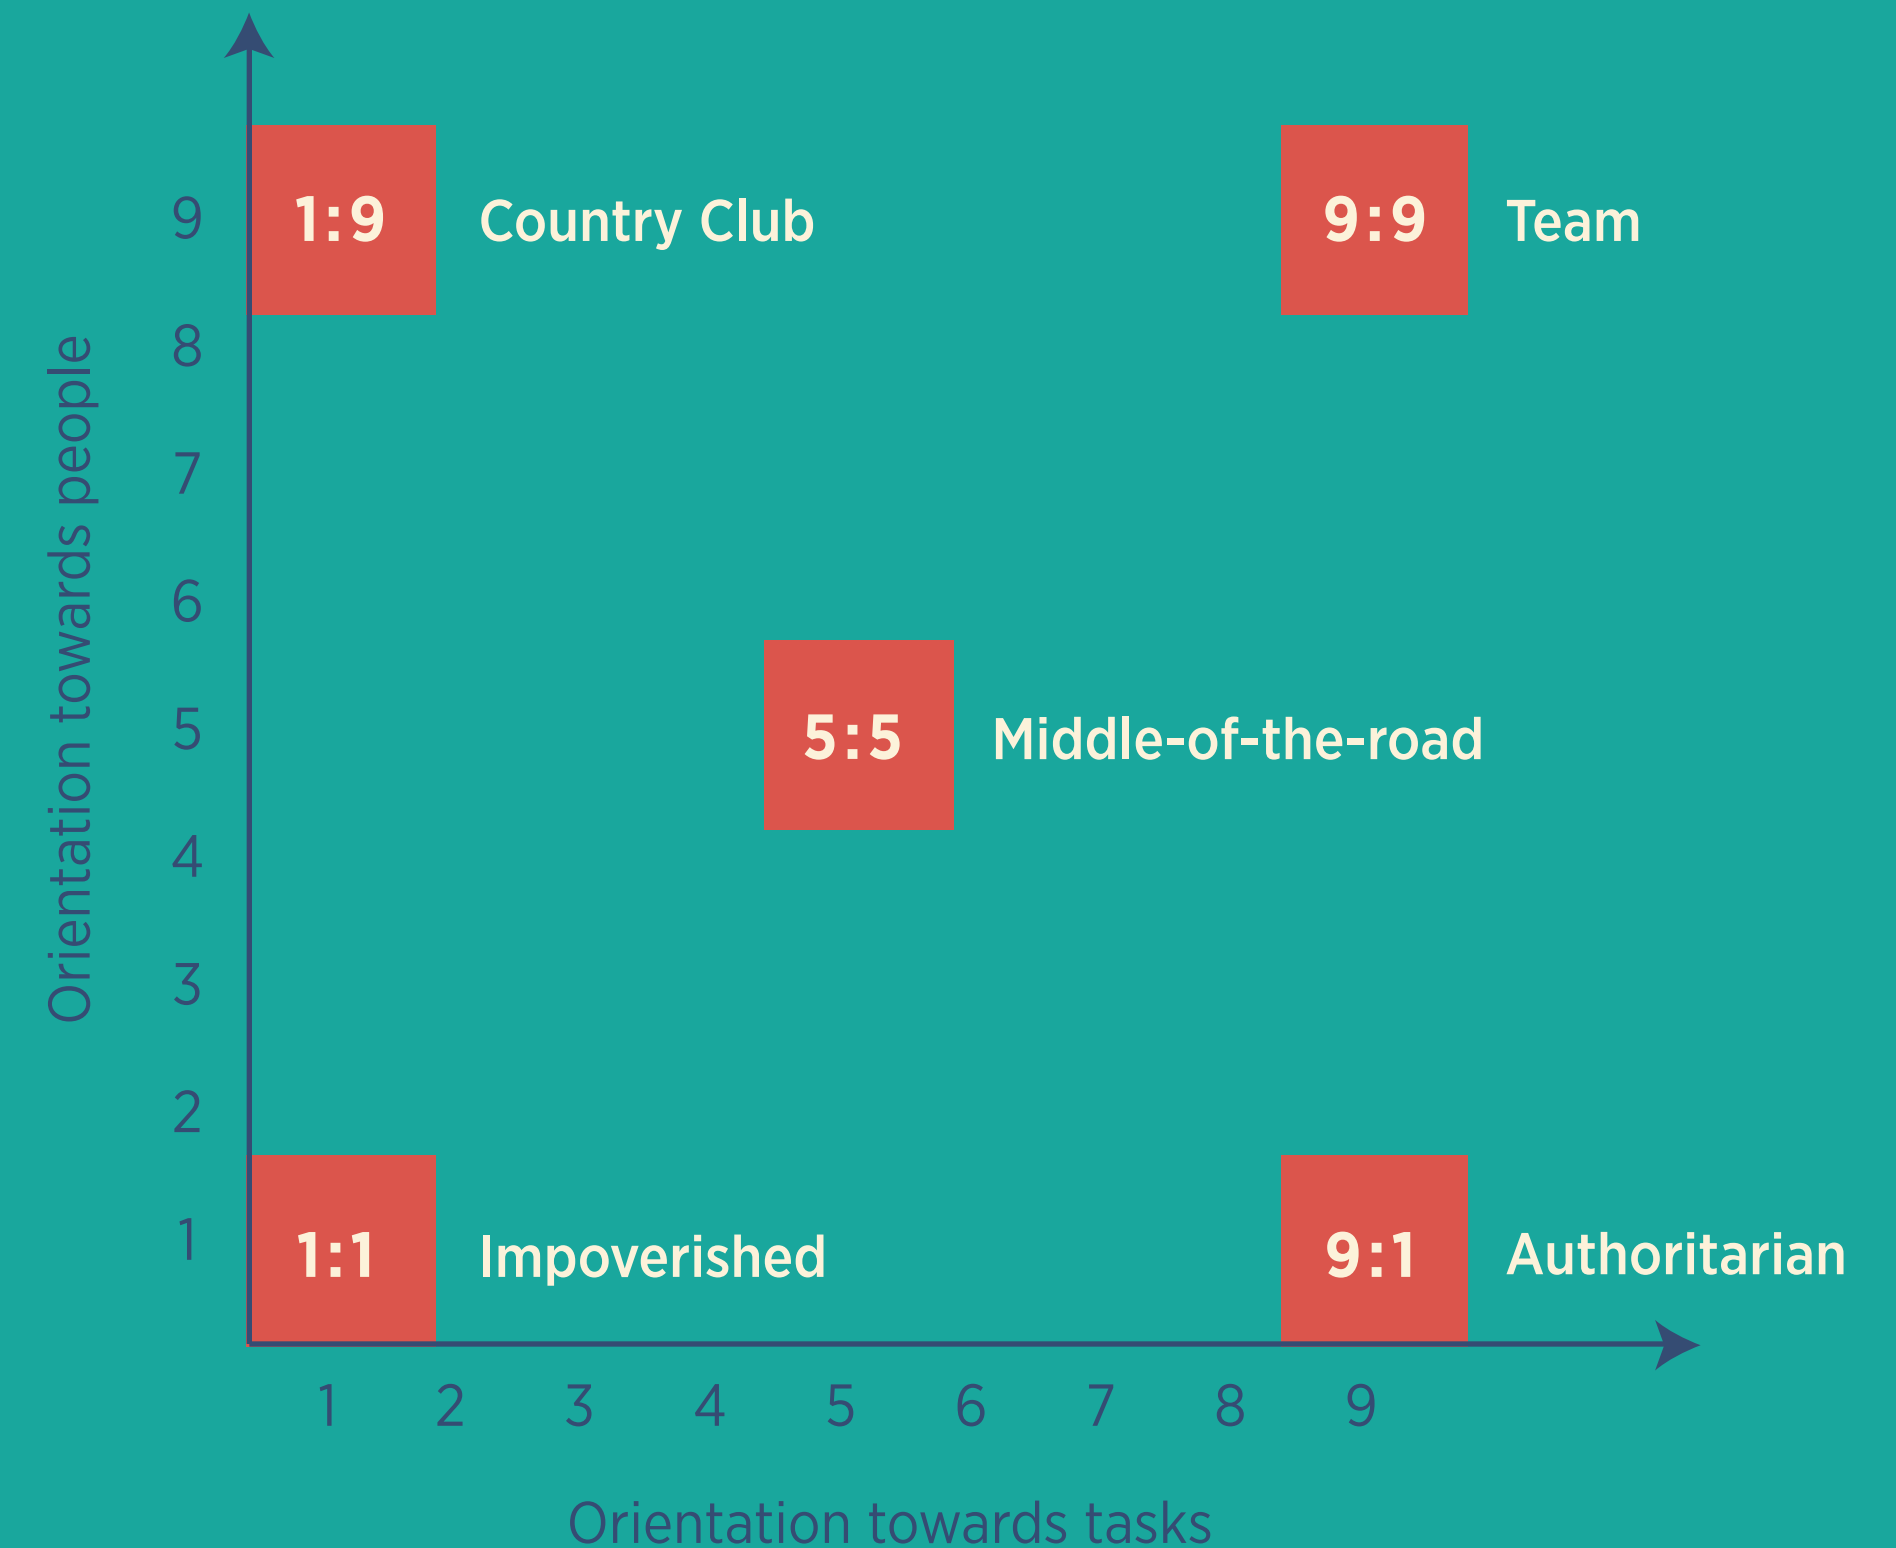 Orientation towards people
9
8
7
6
5
4
3
2
1
1:9 Country Club
9:9 Team
5:5 Middle-of-the-road
1:1 Impoverished
9:1 Authoritarian
1 2 3 4 5 6 7 8 9
Orientation towards tasks